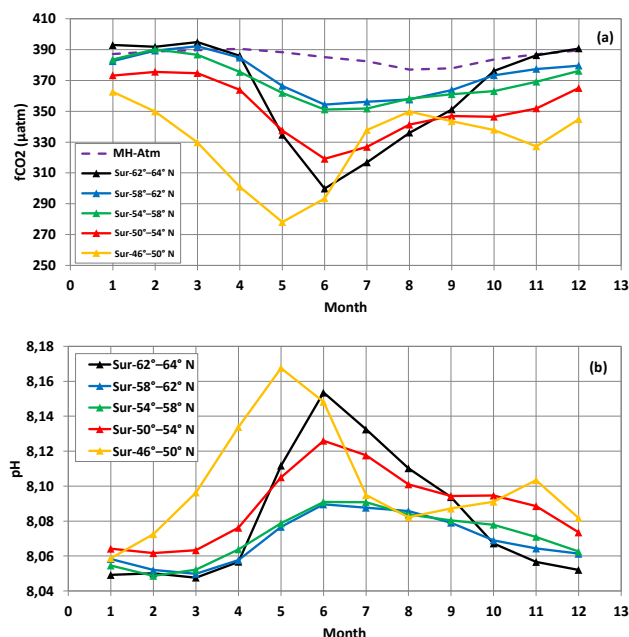 410
(a)
390
370
350
330
310
290
270
250
fCO2 (µatm)
MH-Atm
Sur-62°–64° N
Sur-58°–62° N
Sur-54°–58° N
Sur-50°–54° N
Sur-46°–50° N
0 1 2 3 4 5 6 7 8 9 10 11 12 13
Month
8,18
(b)
8,16
8,14
8,12
8,10
8,08
8,06
8,04
pH
Sur-62°–64° N
Sur-58°–62° N
Sur-54°–58° N
Sur-50°–54° N
Sur-46°–50° N
0 1 2 3 4 5 6 7 8 9 10 11 12 13
Month